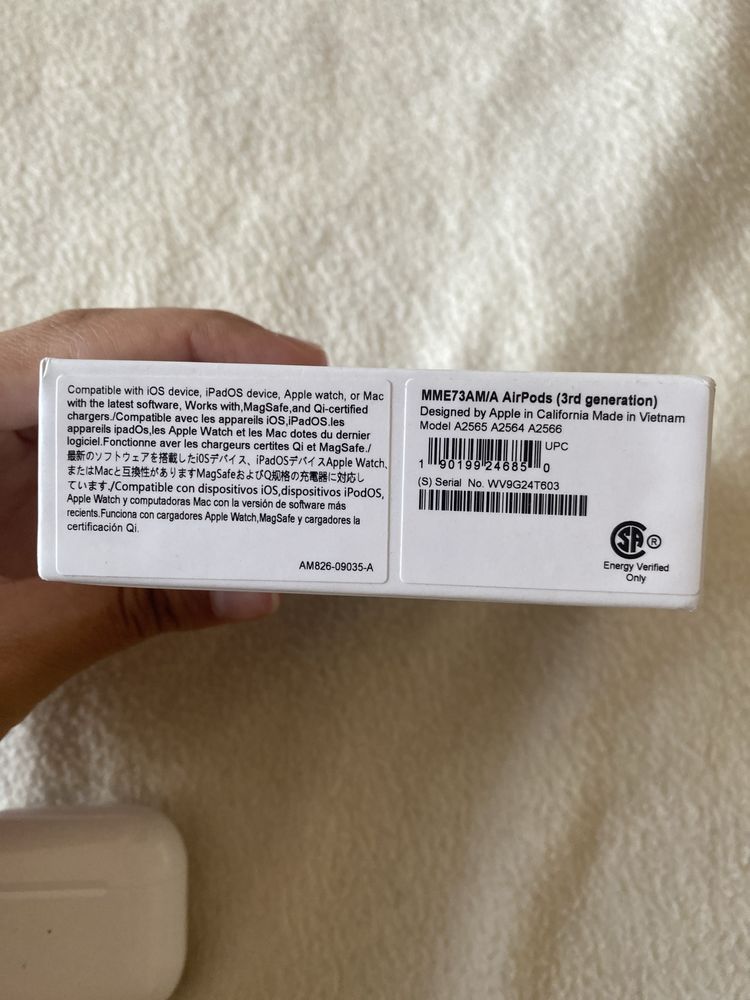 Compatible with iOS device, iPadOS device, Apple watch, or Mac
with the latest software, Works with,MagSafe,and Qi-certified
chargers./Compatible avec les appareils iOS,iPadOS.les
appareils ipadOs,les Apple Watch et les Mac dotes du dernier
logiciel.Fonctionne aver les chargeurs certites Qi et MagSafe./
最新のソフトウェアを搭載したiOSデバイス、iPadOSデバイスApple Watch、
またはMacと互換性がありますMagSafeおよびQi规格の充電器に対応し
ています./Compatible con dispositivos iOS,dispositivos iPodOS,
Apple Watch y computadoras Mac con la versión de software más
recients.Funciona con cargadores Apple Watch,MagSafe y cargadores la
certificatión Qi.
AM826-09035-A
MME73AM/A AirPods (3rd generation)
Designed by Apple in California Made in Vietnam
Model A2565 A2564 A2566
UPC
1 90199 24685 0
(S) Serial No. WV9G24T603
SA ®
Energy Verified
Only